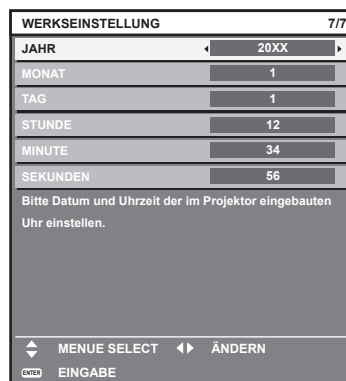 WERKSEINSTELLUNG 7/7
JAHR 20XX
MONAT 1
TAG 1
STUNDE 12
MINUTE 34
SEKUNDEN 56
Bitte Datum und Uhrzeit der im Projektor eingebauten
Uhr einstellen.
MENUE SELECT ÄNDERN
ENTER EINGABE